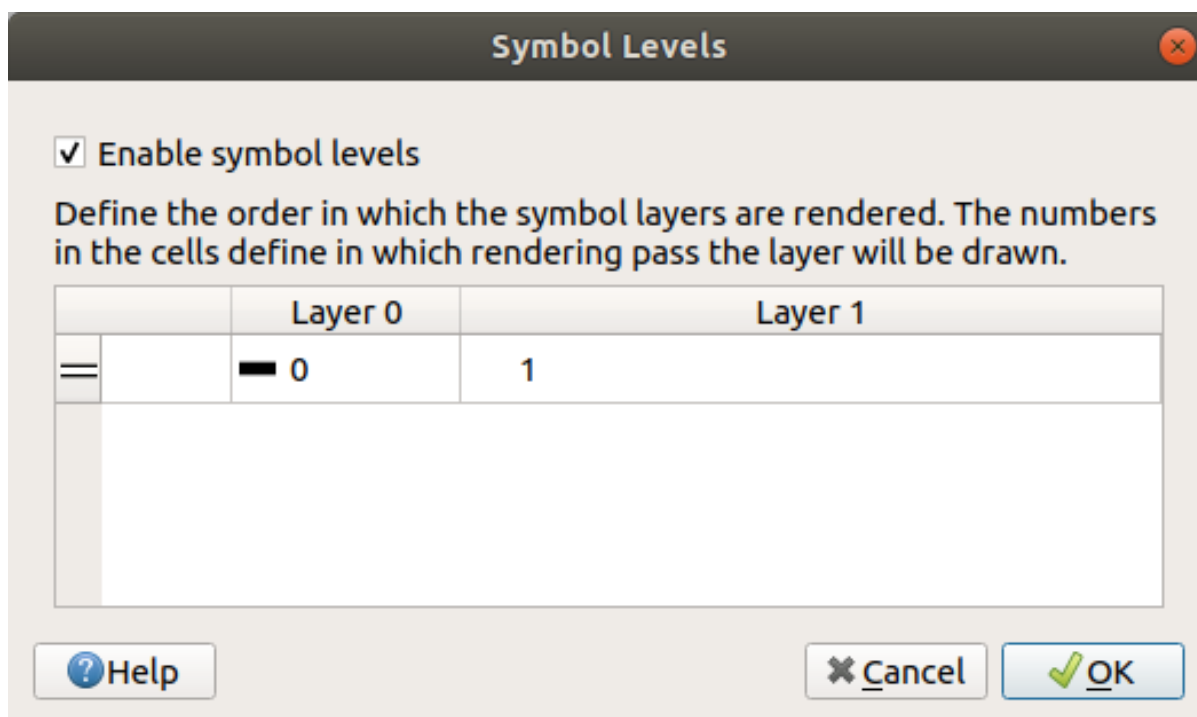 Symbol Levels
Enable symbol levels
Define the order in which the symbol layers are rendered. The numbers
in the cells define in which rendering pass the layer will be drawn.
Layer 0 Layer 1
0 1
Help Cancel OK